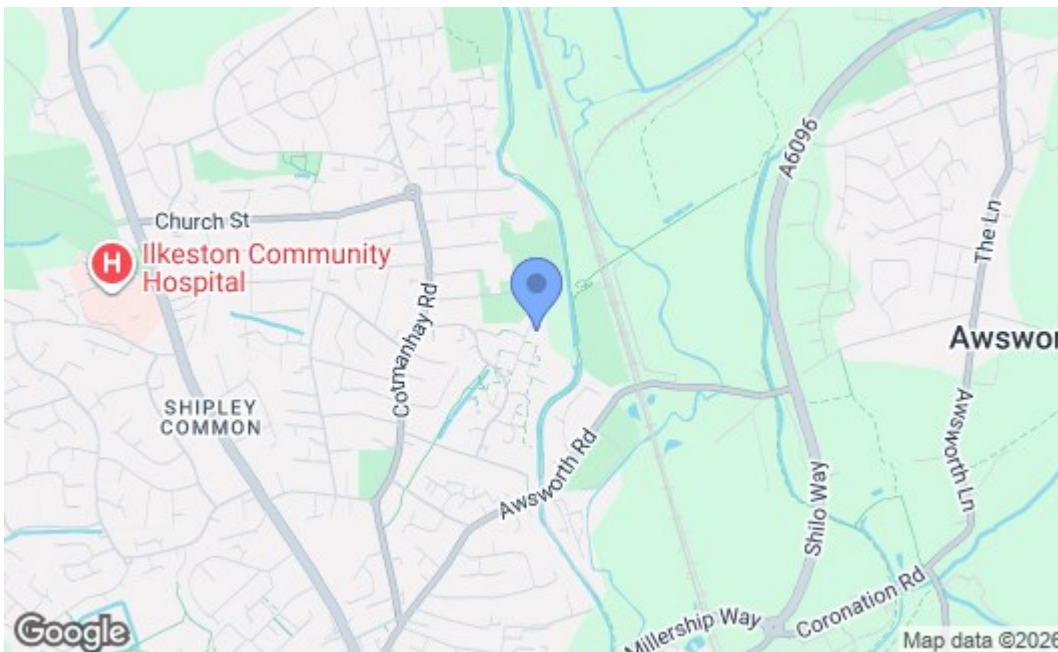 A6096
The Ln
Church St
H
Ilkeston Community
Hospital
Cotmanhay Rd
Awswor
SHIPLEY
COMMON
Awsworth Ln
Awsworth Rd
Shilo Way
Coronation Rd
Millership Way
Google
Map data ©2026